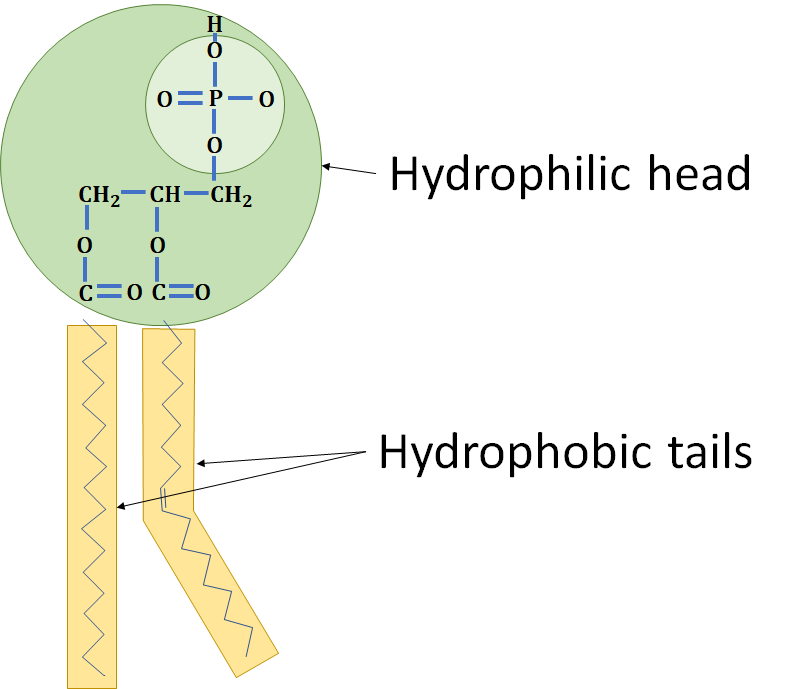 H
O
O P O
O
Hydrophilic head
CH₂ CH CH₂
O O
C O C O
Hydrophobic tails